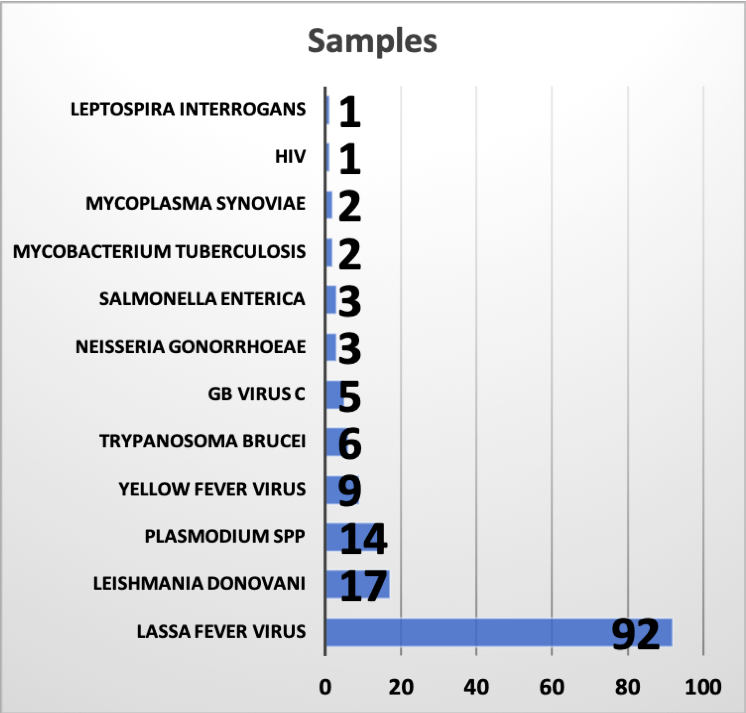 Samples
LEPTOSPIRA INTERROGANS 1
HIV 1
MYCOPLASMA SYNOVIAE 2
MYCOBACTERIUM TUBERCULOSIS 2
SALMONELLA ENTERICA 3
NEISSERIA GONORRHOEAE 3
GB VIRUS C 5
TRYPANOSOMA BRUCEI 6
YELLOW FEVER VIRUS 9
PLASMODIUM SPP 14
LEISHMANIA DONOVANI 17
LASSA FEVER VIRUS 92
0 20 40 60 80 100